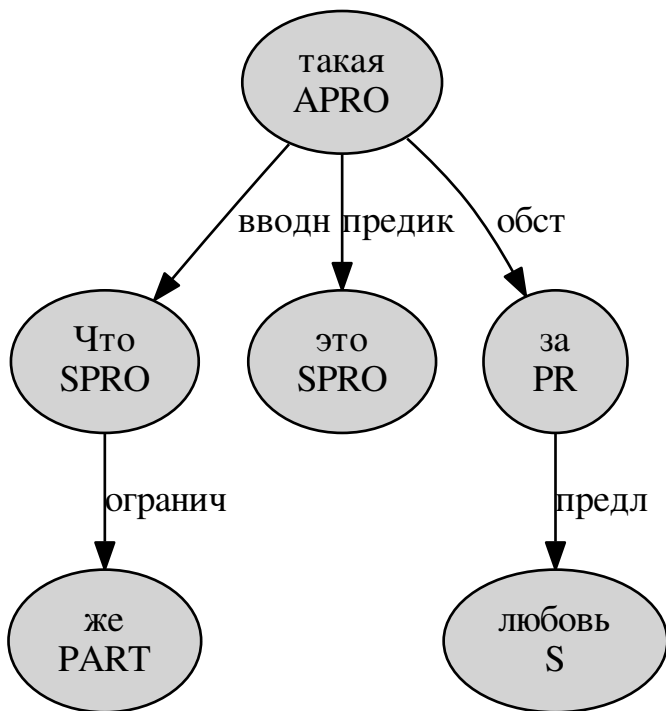 такая
APRO
вводн
предик
обст
Что
SPRO
это
SPRO
за
PR
огранич
предл
же
PART
любовь
S